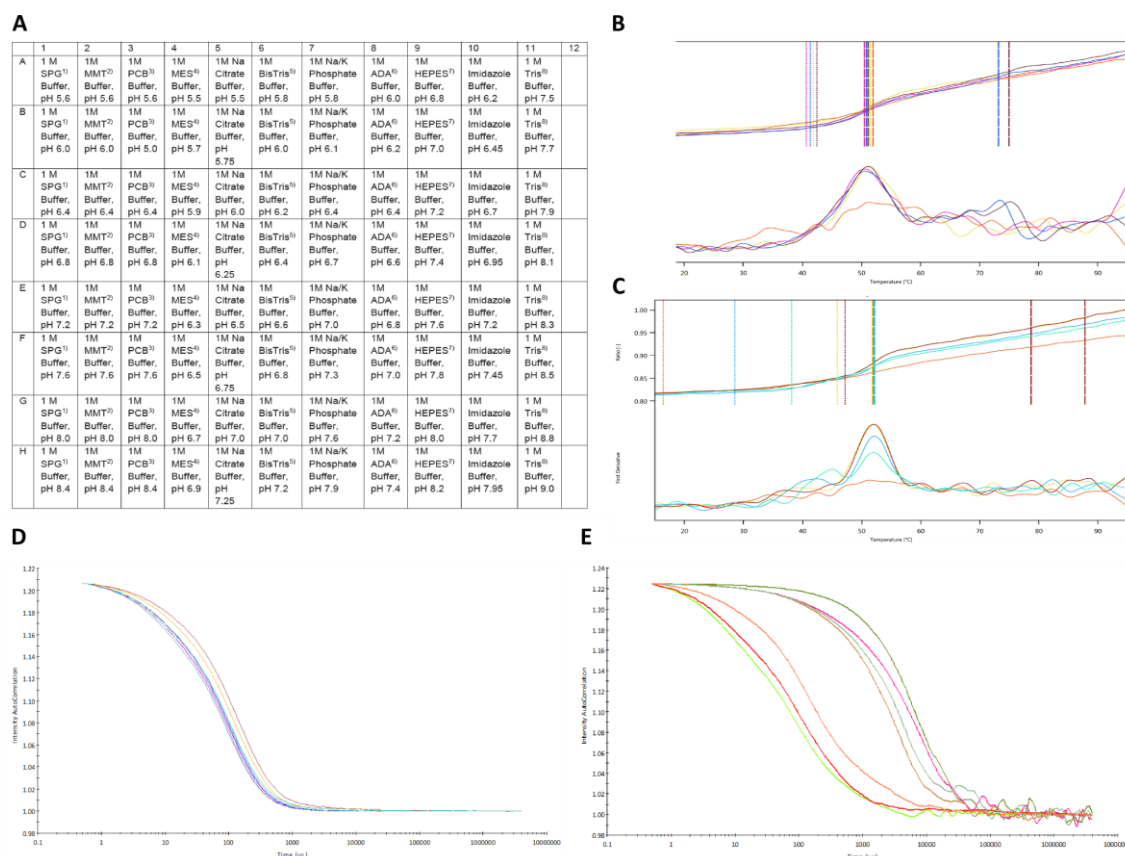 A
1 2 3 4 5 6 7 8 9 10 11 12
A 1 M 1M 1M 1M 1M Na 1M 1M Na/K 1M 1M 1 M 1 M
SPG1) MMT2) PCB3) MES4) Citrate BisTris5) Phosphate ADA6) HEPES7) Imidazole Tris8)
Buffer, Buffer, Buffer, Buffer, Buffer, Buffer, Buffer, Buffer, Buffer, Buffer, Buffer,
pH 5.6 pH 5.6 pH 5.6 pH 5.5 pH 5.5 pH 5.8 pH 5.8 pH 6.0 pH 6.8 pH 6.2 pH 7.5
B 1 M 1M 1M 1M 1M Na 1M 1M Na/K 1M 1M 1 M 1 M
SPG1) MMT2) PCB3) MES4) Citrate BisTris5) Phosphate ADA6) HEPES7) Imidazole Tris8)
Buffer, Buffer, Buffer, Buffer, Buffer, Buffer, Buffer, Buffer, Buffer, Buffer, Buffer,
pH 6.0 pH 6.0 pH 5.0 pH 5.7 pH pH 6.0 pH 6.1 pH 6.2 pH 7.0 pH 6.45 pH 7.7
5.75
C 1 M 1M 1M 1M 1M Na 1M 1M Na/K 1M 1M 1 M 1 M
SPG1) MMT2) PCB3) MES4) Citrate BisTris5) Phosphate ADA6) HEPES7) Imidazole Tris8)
Buffer, Buffer, Buffer, Buffer, Buffer, Buffer, Buffer, Buffer, Buffer, Buffer, Buffer,
pH 6.4 pH 6.4 pH 6.4 pH 5.9 pH 6.0 pH 6.2 pH 6.4 pH 6.4 pH 7.2 pH 6.7 pH 7.9
D 1 M 1M 1M 1M 1M Na 1M 1M Na/K 1M 1M 1 M 1 M
SPG1) MMT2) PCB3) MES4) Citrate BisTris5) Phosphate ADA6) HEPES7) Imidazole Tris8)
Buffer, Buffer, Buffer, Buffer, Buffer, Buffer, Buffer, Buffer, Buffer, Buffer, Buffer,
pH 6.8 pH 6.8 pH 6.8 pH 6.1 pH pH 6.4 pH 6.7 pH 6.6 pH 7.4 pH 6.95 pH 8.1
6.25
E 1 M 1M 1M 1M 1M Na 1M 1M Na/K 1M 1M 1 M 1 M
SPG1) MMT2) PCB3) MES4) Citrate BisTris5) Phosphate ADA6) HEPES7) Imidazole Tris8)
Buffer, Buffer, Buffer, Buffer, Buffer, Buffer, Buffer, Buffer, Buffer, Buffer, Buffer,
pH 7.2 pH 7.2 pH 7.2 pH 6.3 pH 6.5 pH 6.6 pH 7.0 pH 6.8 pH 7.6 pH 7.2 pH 8.3
F 1 M 1M 1M 1M 1M Na 1M 1M Na/K 1M 1M 1 M 1 M
SPG1) MMT2) PCB3) MES4) Citrate BisTris5) Phosphate ADA6) HEPES7) Imidazole Tris8)
Buffer, Buffer, Buffer, Buffer, Buffer, Buffer, Buffer, Buffer, Buffer, Buffer, Buffer,
pH 7.6 pH 7.6 pH 7.6 pH 6.5 pH pH 6.8 pH 7.3 pH 7.0 pH 7.8 pH 7.45 pH 8.5
6.75
G 1 M 1M 1M 1M 1M Na 1M 1M Na/K 1M 1M 1 M 1 M
SPG1) MMT2) PCB3) MES4) Citrate BisTris5) Phosphate ADA6) HEPES7) Imidazole Tris8)
Buffer, Buffer, Buffer, Buffer, Buffer, Buffer, Buffer, Buffer, Buffer, Buffer, Buffer,
pH 8.0 pH 8.0 pH 8.0 pH 6.7 pH 7.0 pH 7.0 pH 7.6 pH 7.2 pH 8.0 pH 7.7 pH 8.8
H 1 M 1M 1M 1M 1M Na 1M 1M Na/K 1M 1M 1 M 1 M
SPG1) MMT2) PCB3) MES4) Citrate BisTris5) Phosphate ADA6) HEPES7) Imidazole Tris8)
Buffer, Buffer, Buffer, Buffer, Buffer, Buffer, Buffer, Buffer, Buffer, Buffer, Buffer,
pH 8.4 pH 8.4 pH 8.4 pH 6.9 pH pH 7.2 pH 7.9 pH 7.4 pH 8.2 pH 7.95 pH 9.0
7.25
B
20 30 40 50 60 70 80 90
Temperature [°C]
C
1.00
0.95
0.90
0.85
0.80
Ratio [-]
First Derivative
20 30 40 50 60 70 80 90
Temperature [°C]
D
1.22
1.20
1.18
1.16
1.14
1.12
1.10
1.08
1.06
1.04
1.02
1.00
0.98
Intensity AutoCorrelation
0.1 1 10 100 1000 10000 100000 1000000 10000000
E
1.24
1.22
1.20
1.18
1.16
1.14
1.12
1.10
1.08
1.06
1.04
1.02
1.00
0.98
Intensity AutoCorrelation
0.1 1 10 100 1000 10000 100000 1000000